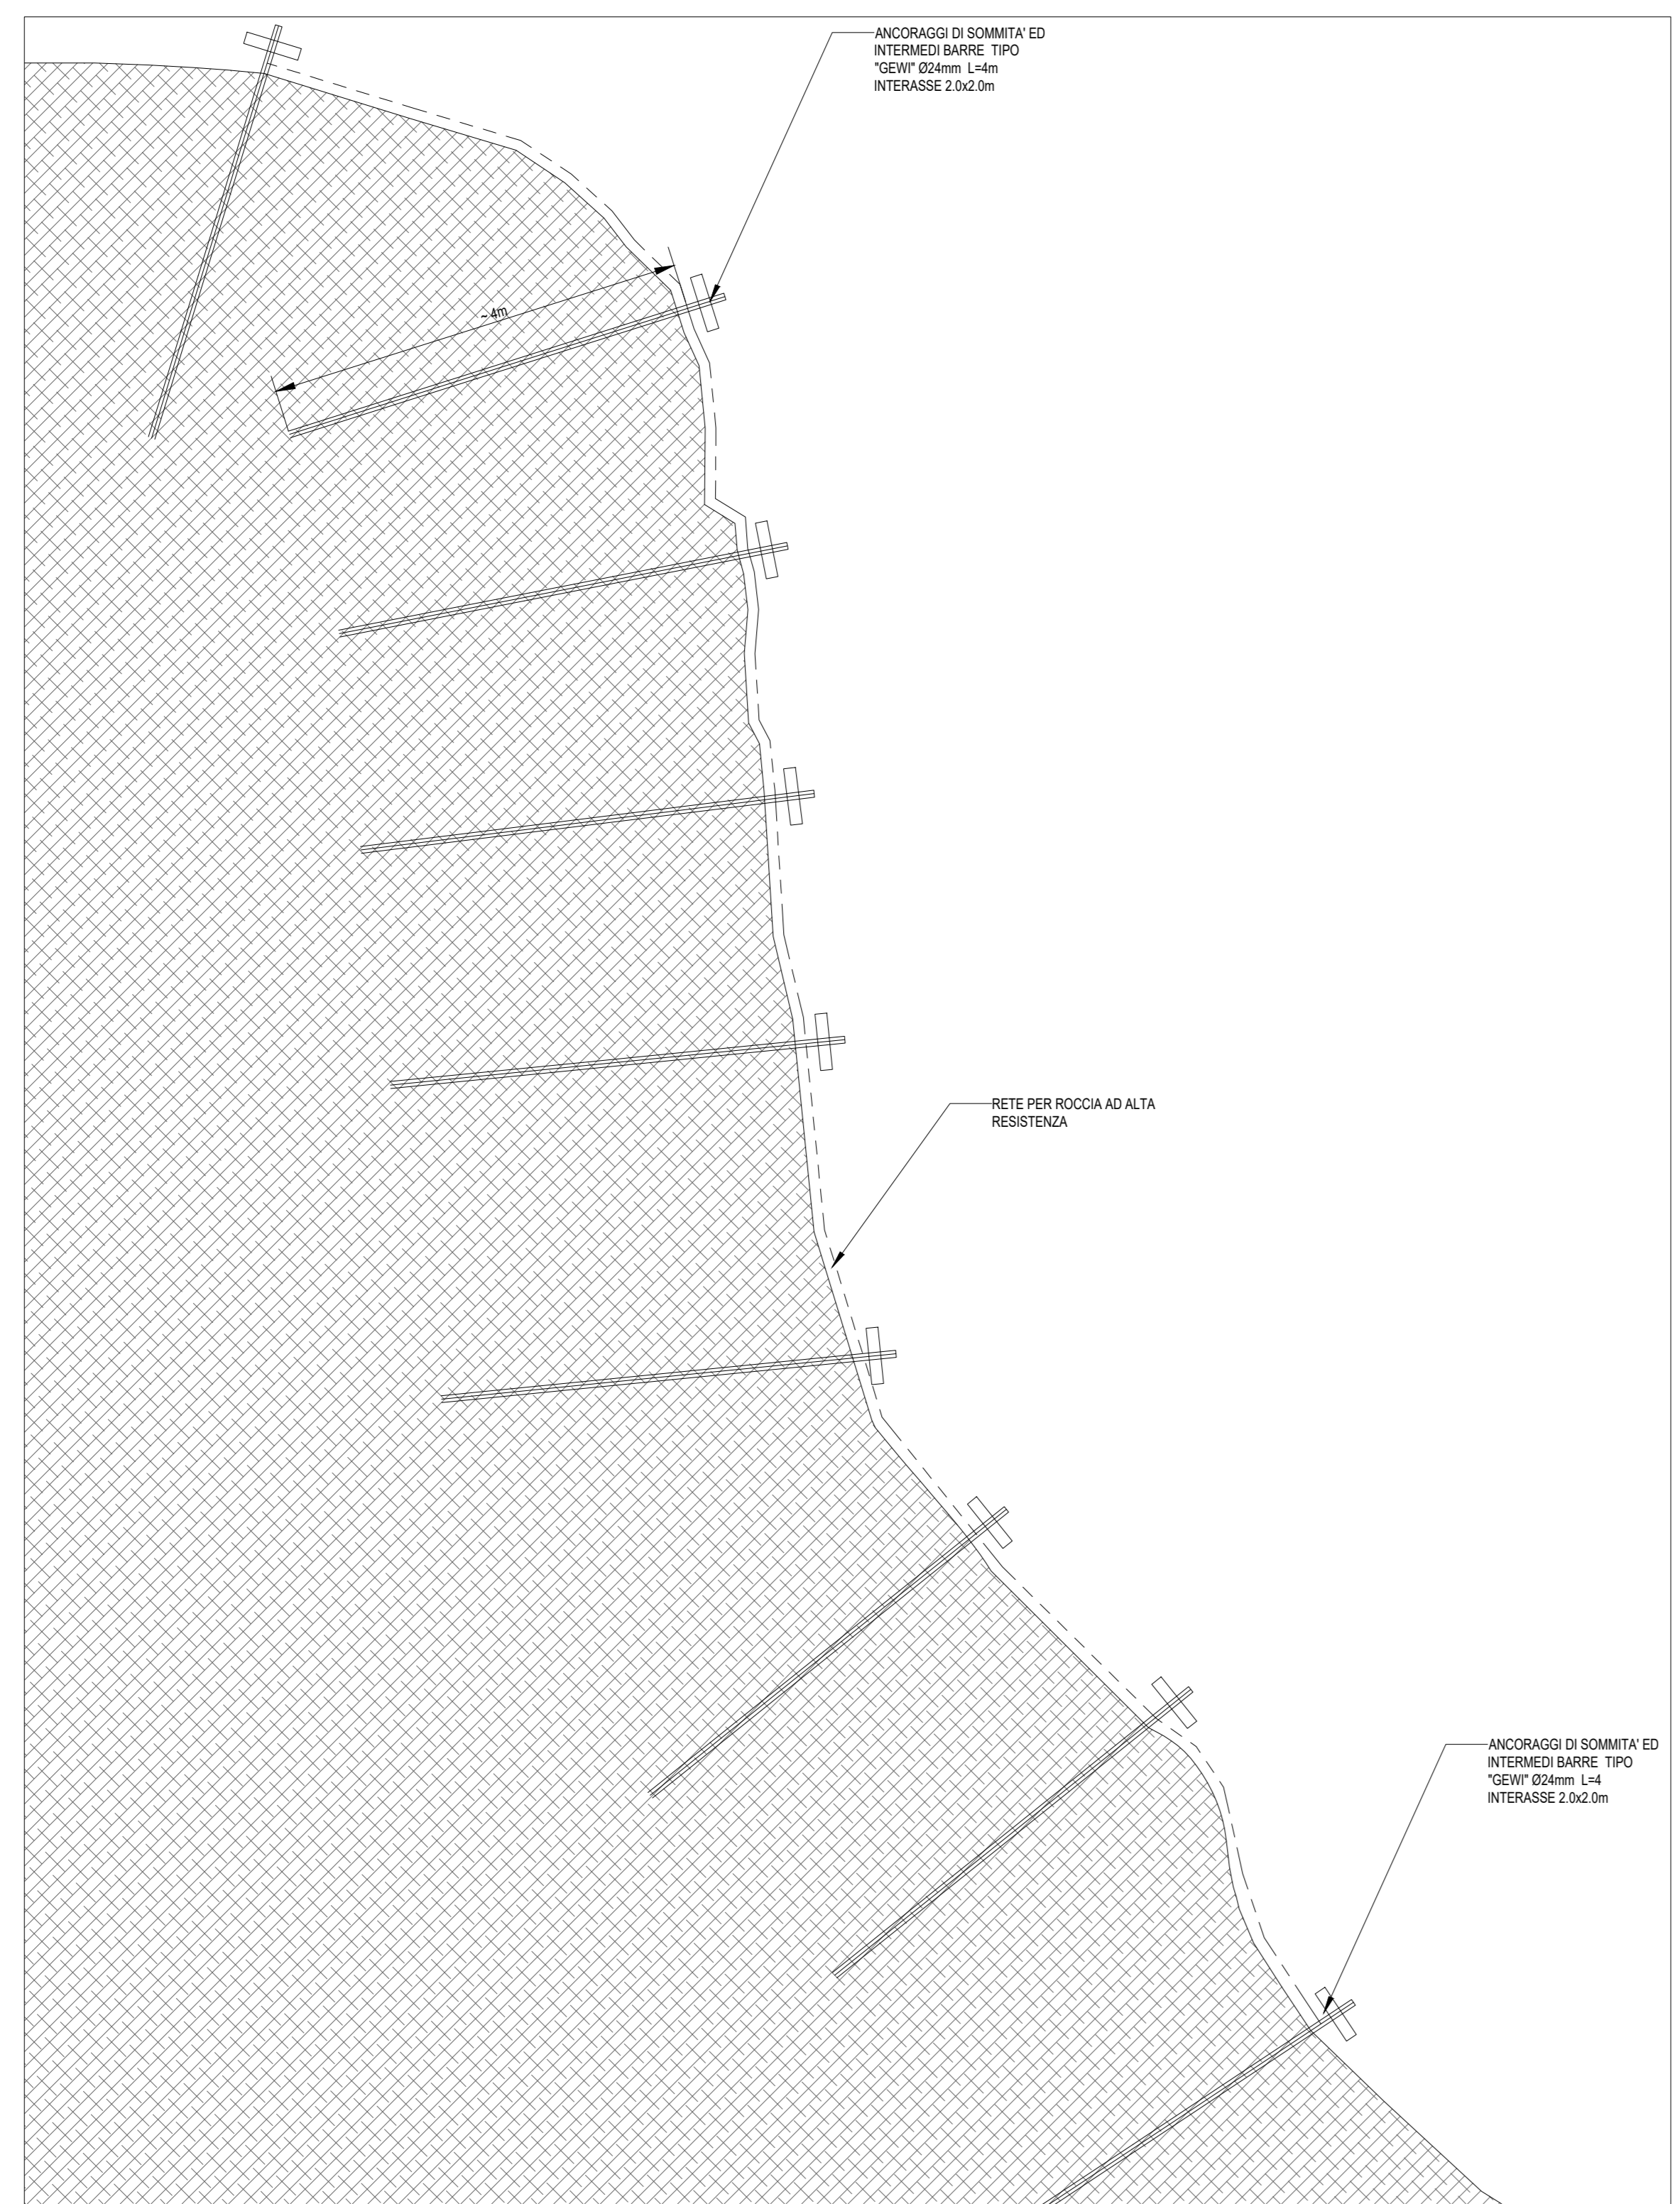 ANCORAGGI DI SOMMITA' ED
INTERMEDI BARRE TIPO
"GEWI" Ø24mm L=4m
INTERASSE 2.0x2.0m
~ 4m
RETE PER ROCCIA AD ALTA
RESISTENZA
ANCORAGGI DI SOMMITA' ED
INTERMEDI BARRE TIPO
"GEWI" Ø24mm L=4
INTERASSE 2.0x2.0m